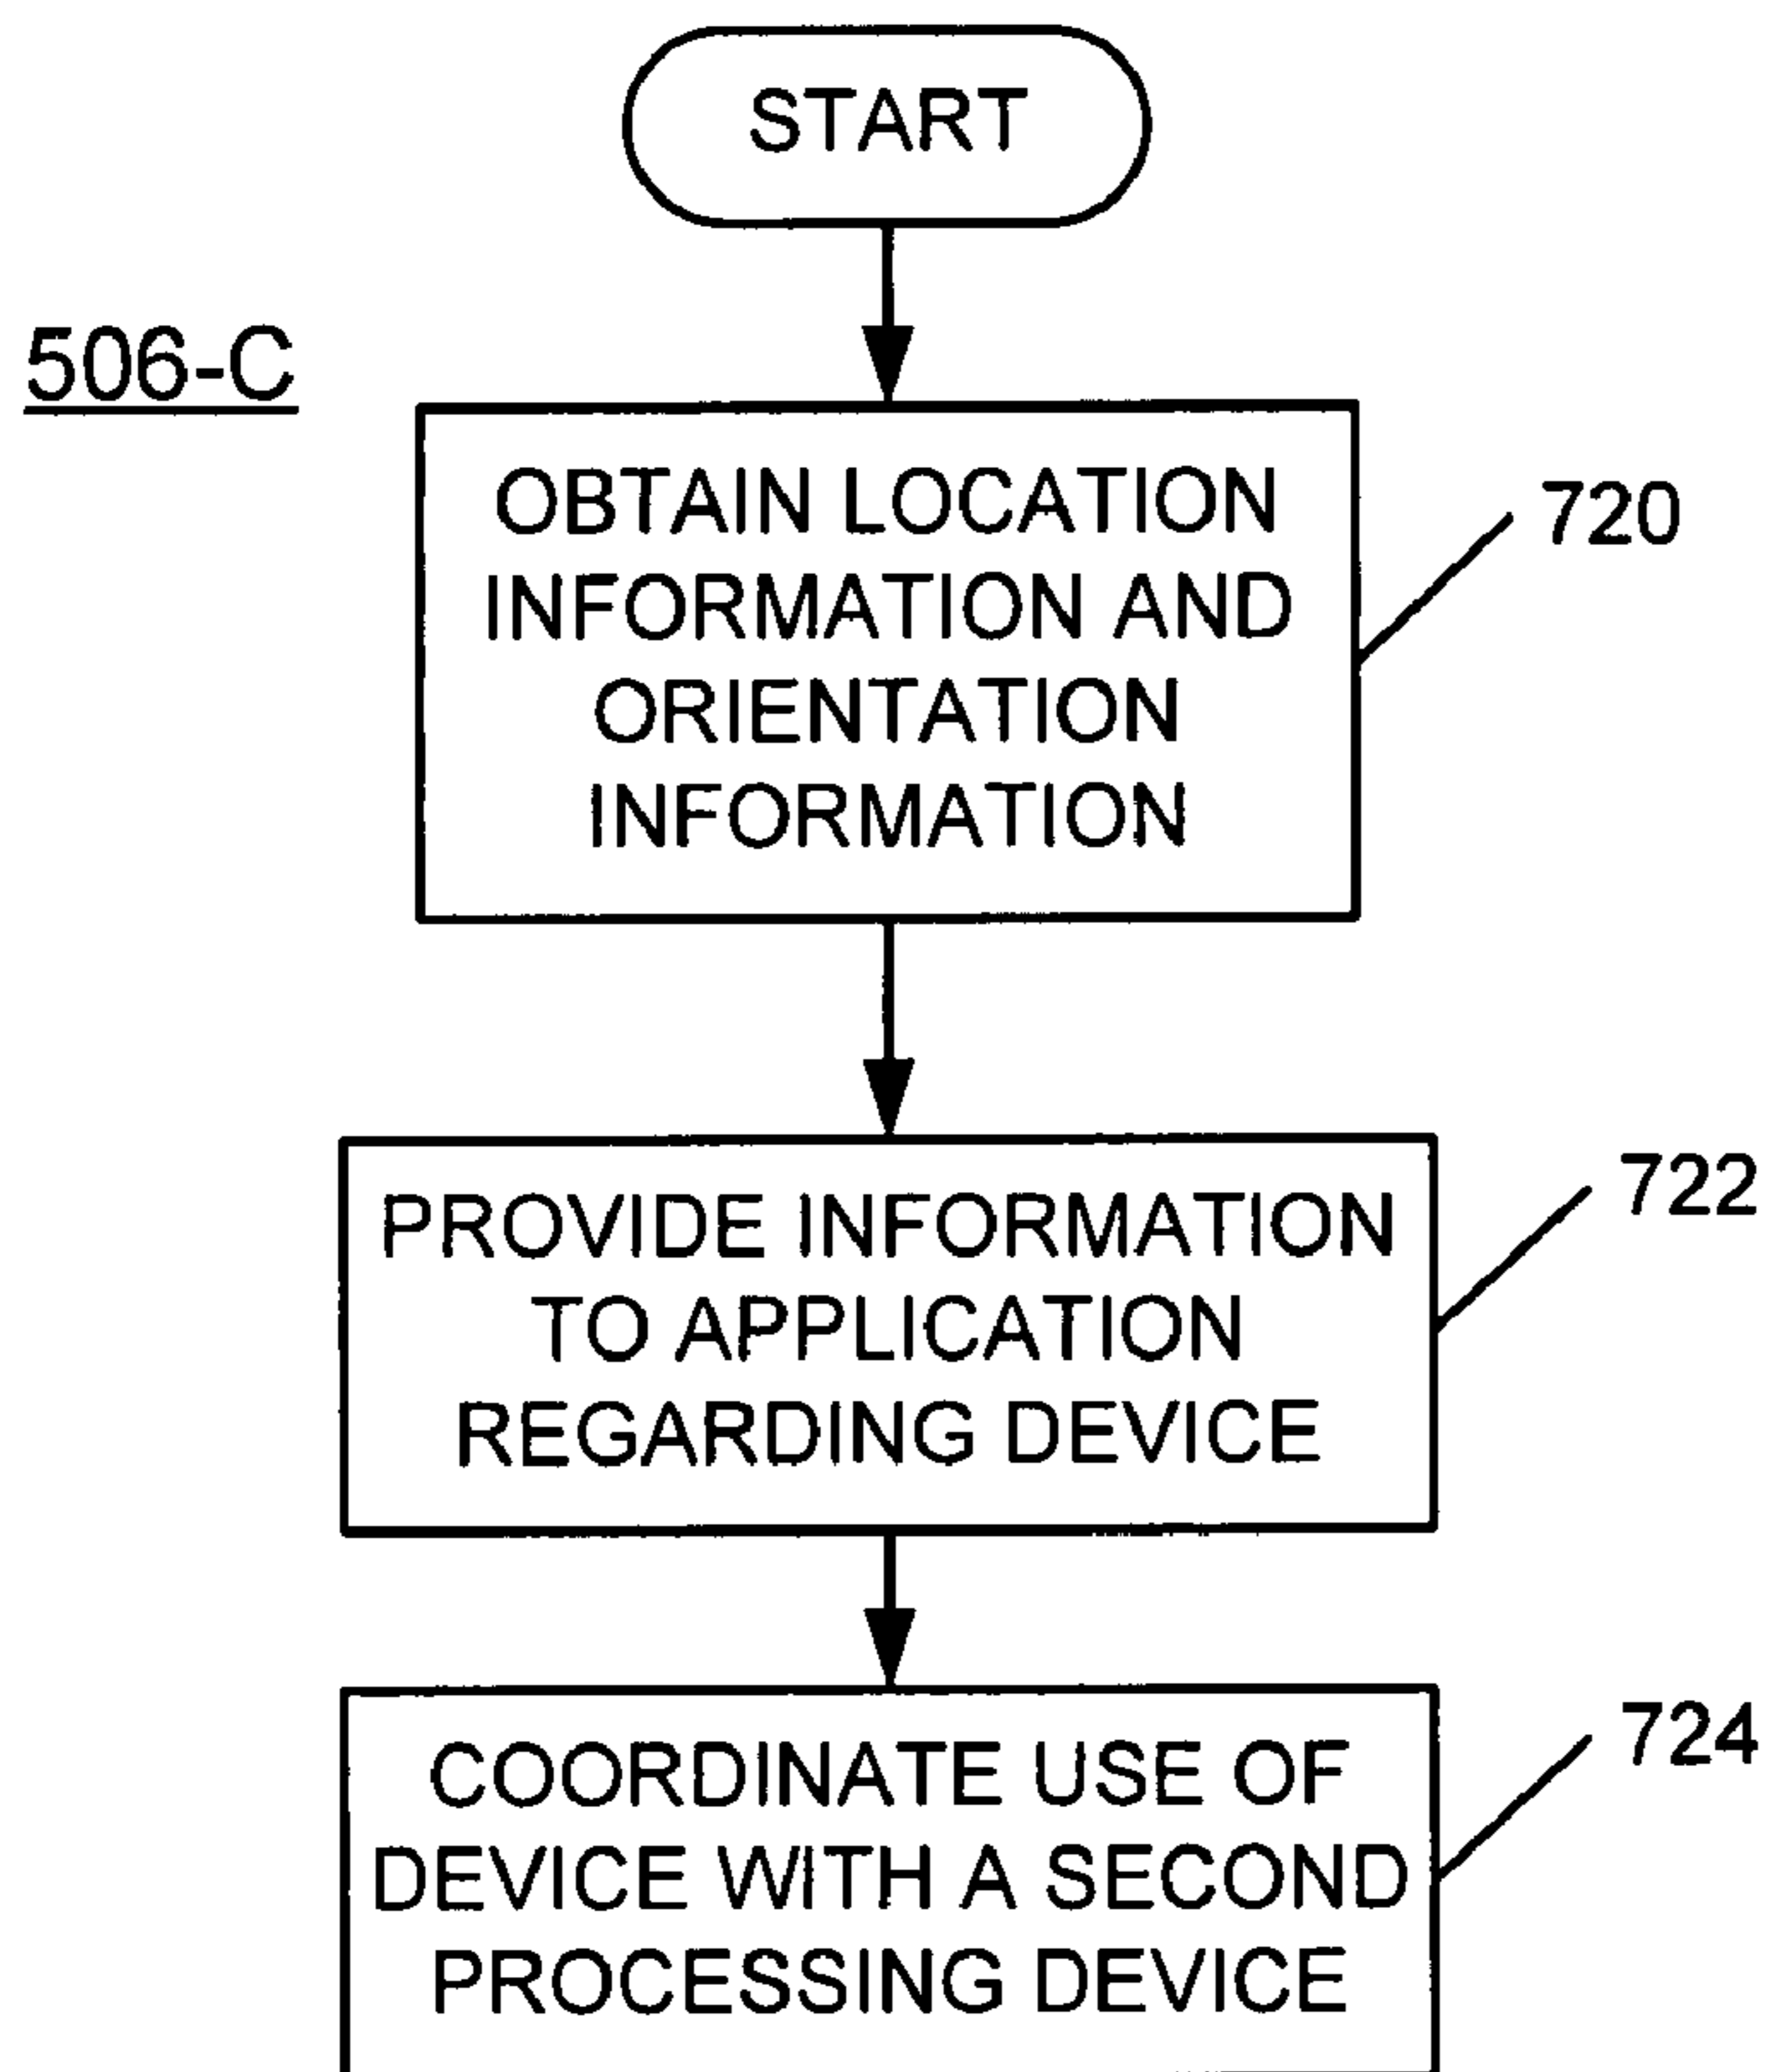 START
506-C
OBTAIN LOCATION
INFORMATION AND
ORIENTATION
INFORMATION
720
PROVIDE INFORMATION
TO APPLICATION
REGARDING DEVICE
722
COORDINATE USE OF
DEVICE WITH A SECOND
PROCESSING DEVICE
724